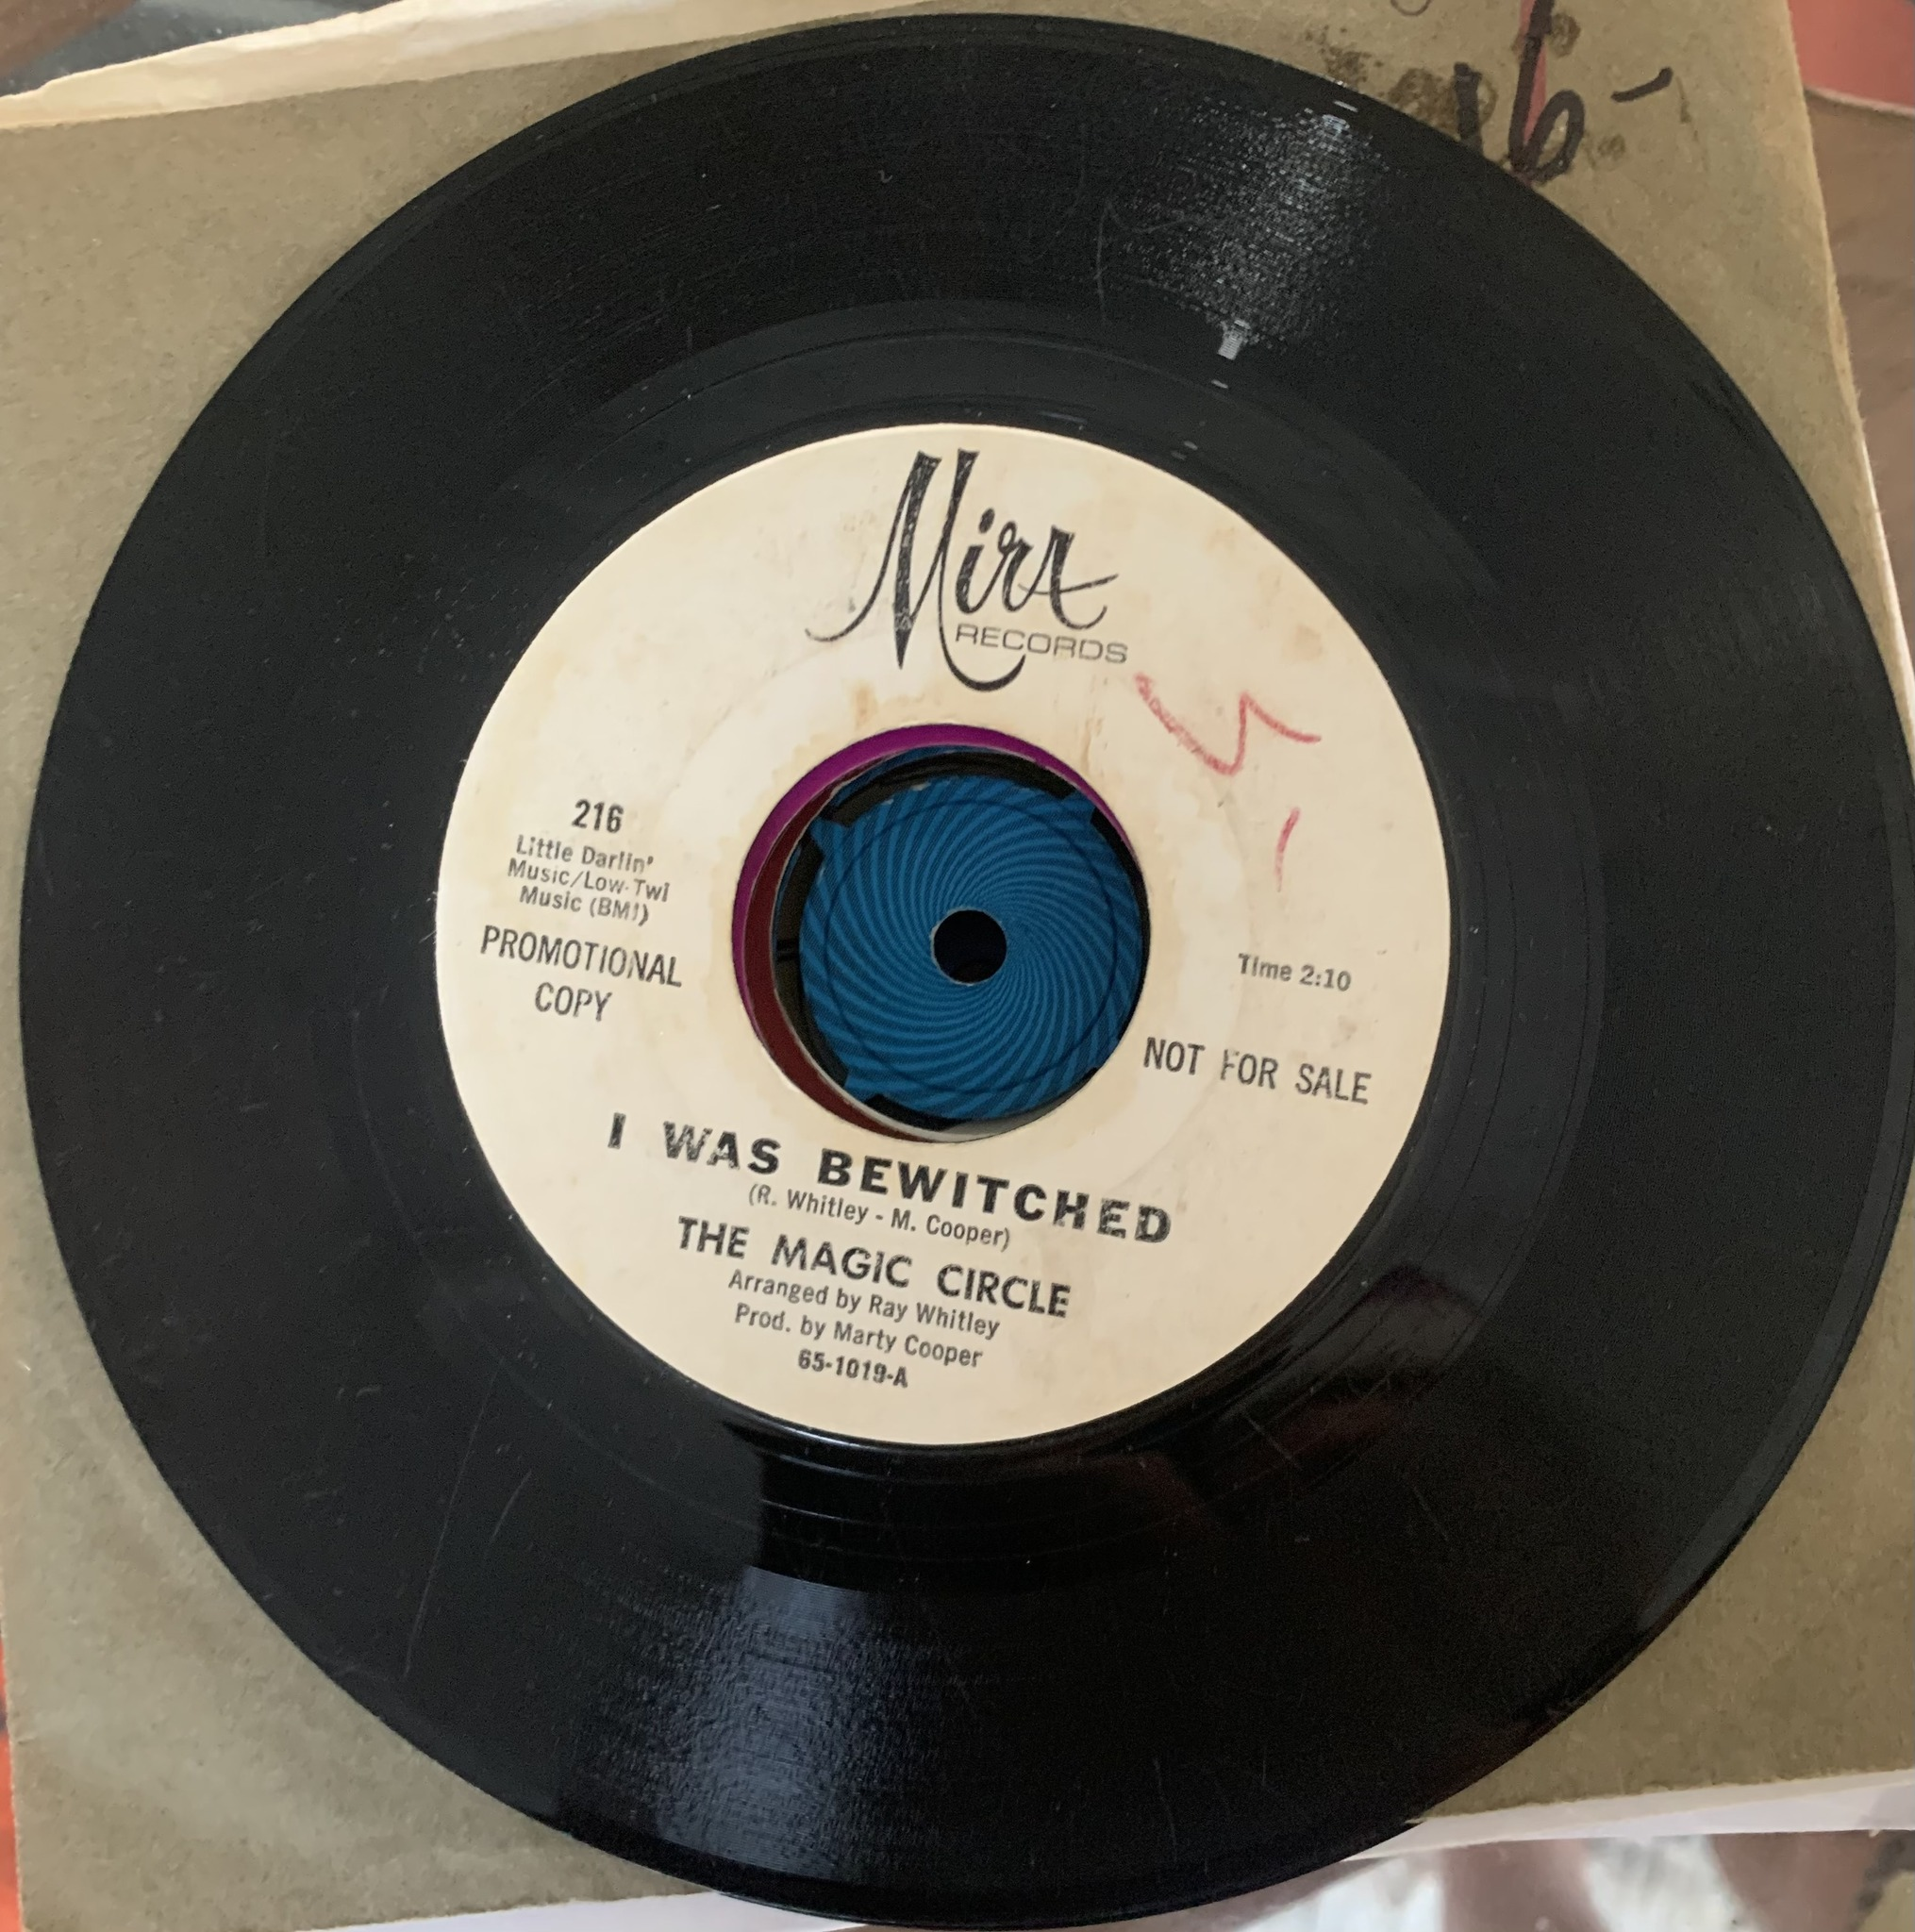 16-
Mira
RECORDS
216
Little Darlin'
Music/Low-Twi
Music (BMI)
PROMOTIONAL
COPY
Time 2:10
NOT FOR SALE
I WAS BEWITCHED
(R. Whitley - M. Cooper)
THE MAGIC CIRCLE
Arranged by Ray Whitley
Prod. by Marty Cooper
65-1019-A